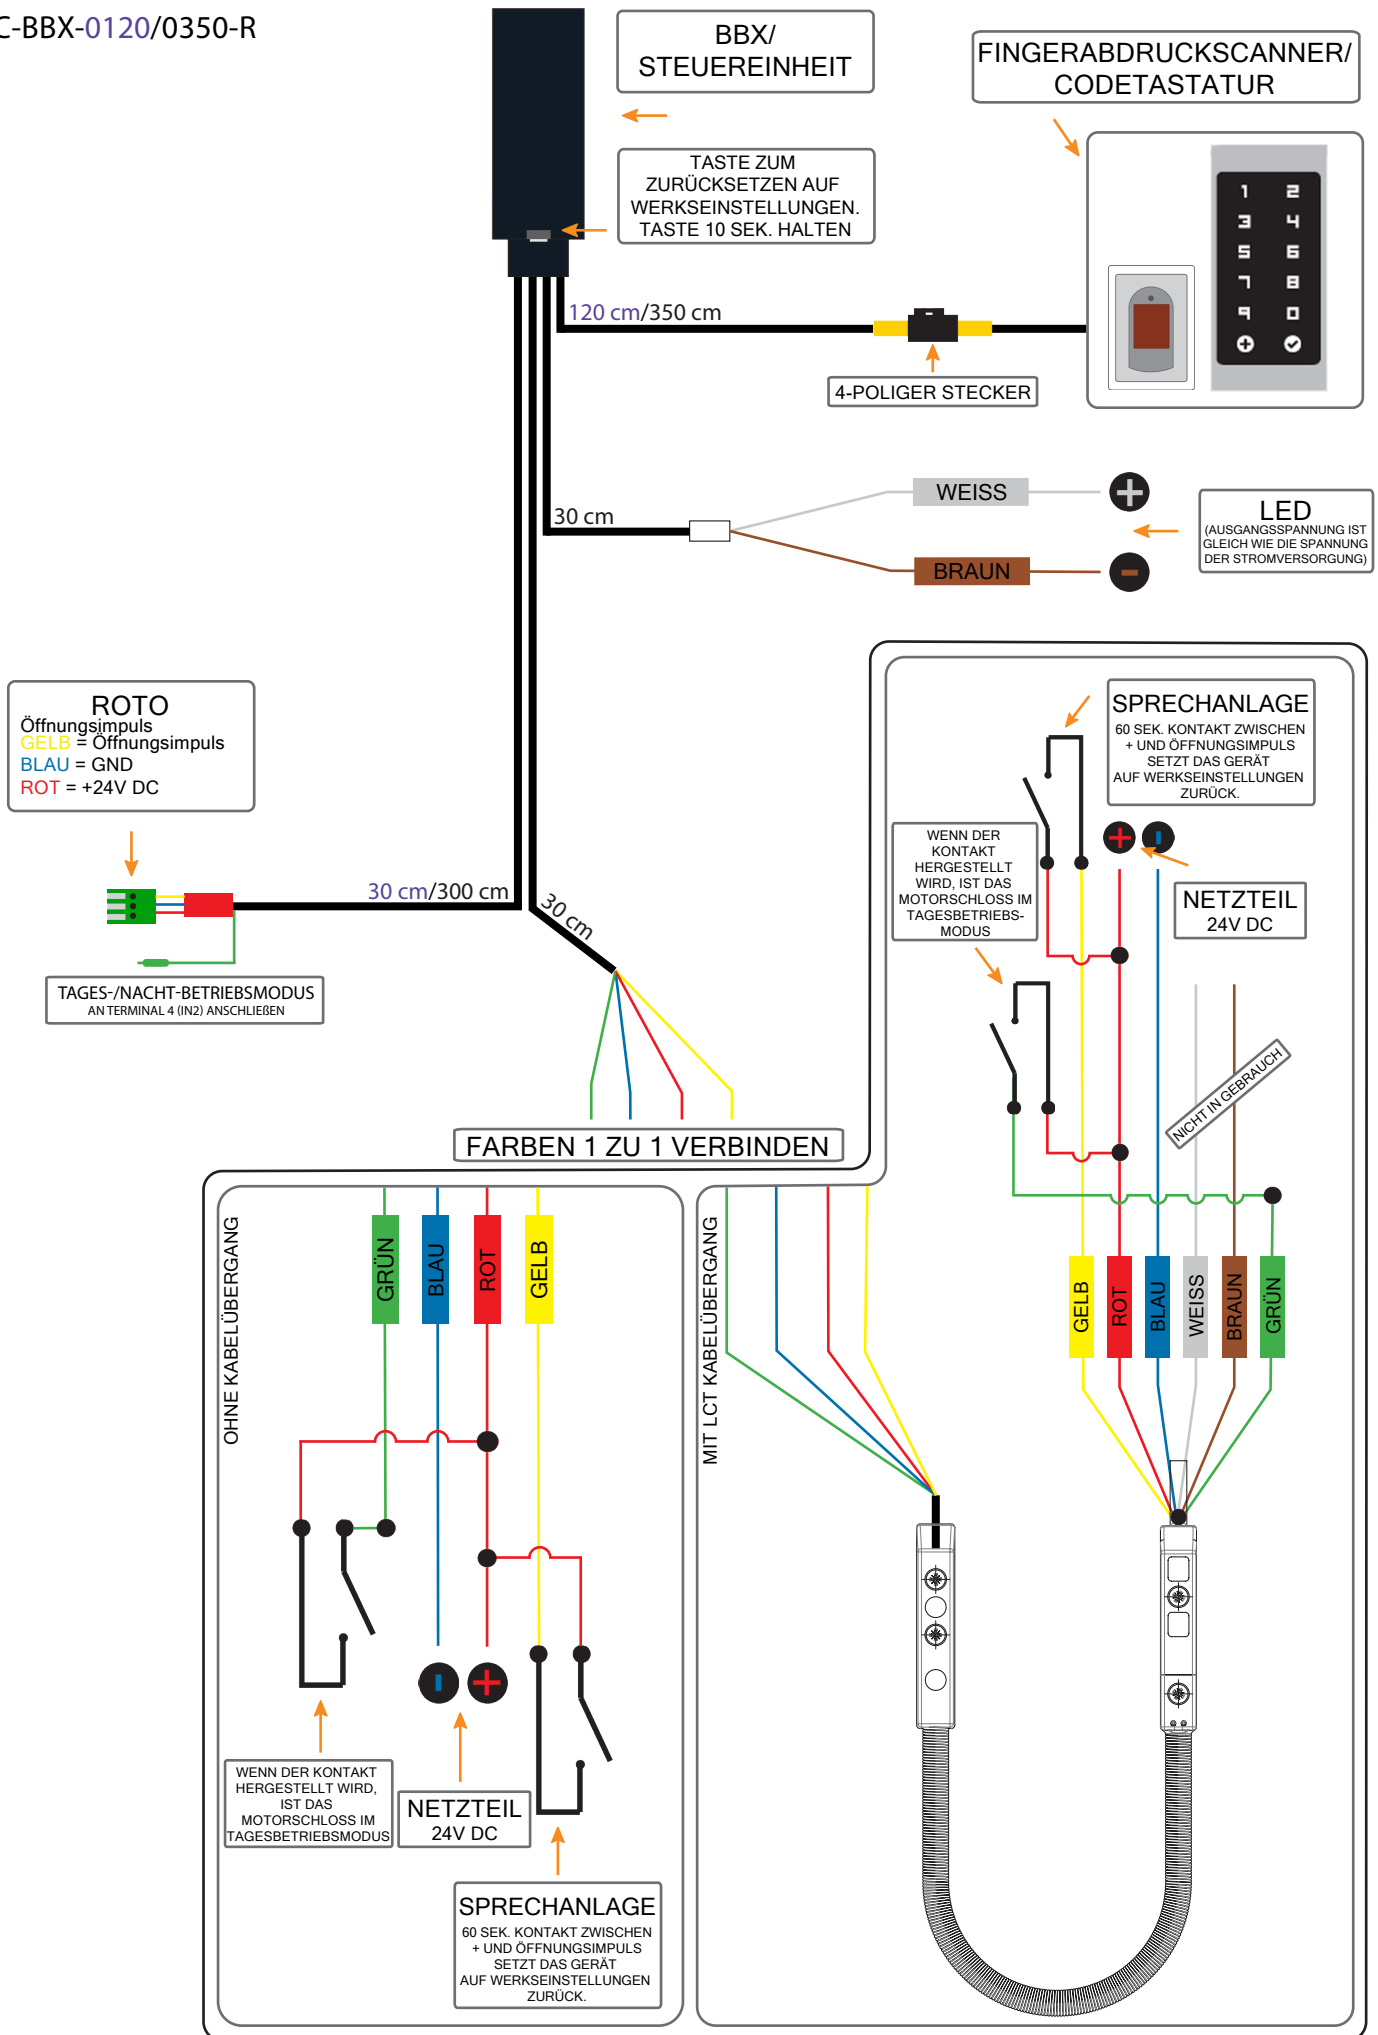 C-BBX-0120/0350-R
BBX/
STEUEREINHEIT
FINGERABDRUCKSCANNER/
CODETASTATUR
TASTE ZUM
ZURÜCKSETZEN AUF
WERKSEINSTELLUNGEN.
TASTE 10 SEK. HALTEN
1 2
3 4
5 6
7 8
9 0
120 cm/350 cm
4-POLIGER STECKER
WEISS
+
30 cm
LED
(AUSGANGSSPANNUNG IST
GLEICH WIE DIE SPANNUNG
DER STROMVERSORGUNG)
BRAUN
-
ROTO
Öffnungsimpuls
GELB = Öffnungsimpuls
BLAU = GND
ROT = +24V DC
30 cm/300 cm
30 cm
TAGES-/NACHT-BETRIEBSMODUS
AN TERMINAL 4 (IN2) ANSCHLIEßEN
SPRECHANLAGE
60 SEK. KONTAKT ZWISCHEN
+ UND ÖFFNUNGSIMPULS
SETZT DAS GERÄT
AUF WERKSEINSTELLUNGEN
ZURÜCK.
WENN DER
KONTAKT
HERGESTELLT
WIRD, IST DAS
MOTORSCHLOSS IM
TAGESBETRIEBS-
MODUS
+ -
NETZTEIL
24V DC
NICHT IN GEBRAUCH
FARBEN 1 ZU 1 VERBINDEN
OHNE KABELÜBERGANG
GRÜN
BLAU
ROT
GELB
MIT LCT KABELÜBERGANG
GELB
ROT
BLAU
WEISS
BRAUN
GRÜN
- +
WENN DER KONTAKT
HERGESTELLT WIRD,
IST DAS
MOTORSCHLOSS IM
TAGESBETRIEBSMODUS
NETZTEIL
24V DC
SPRECHANLAGE
60 SEK. KONTAKT ZWISCHEN
+ UND ÖFFNUNGSIMPULS
SETZT DAS GERÄT
AUF WERKSEINSTELLUNGEN
ZURÜCK.